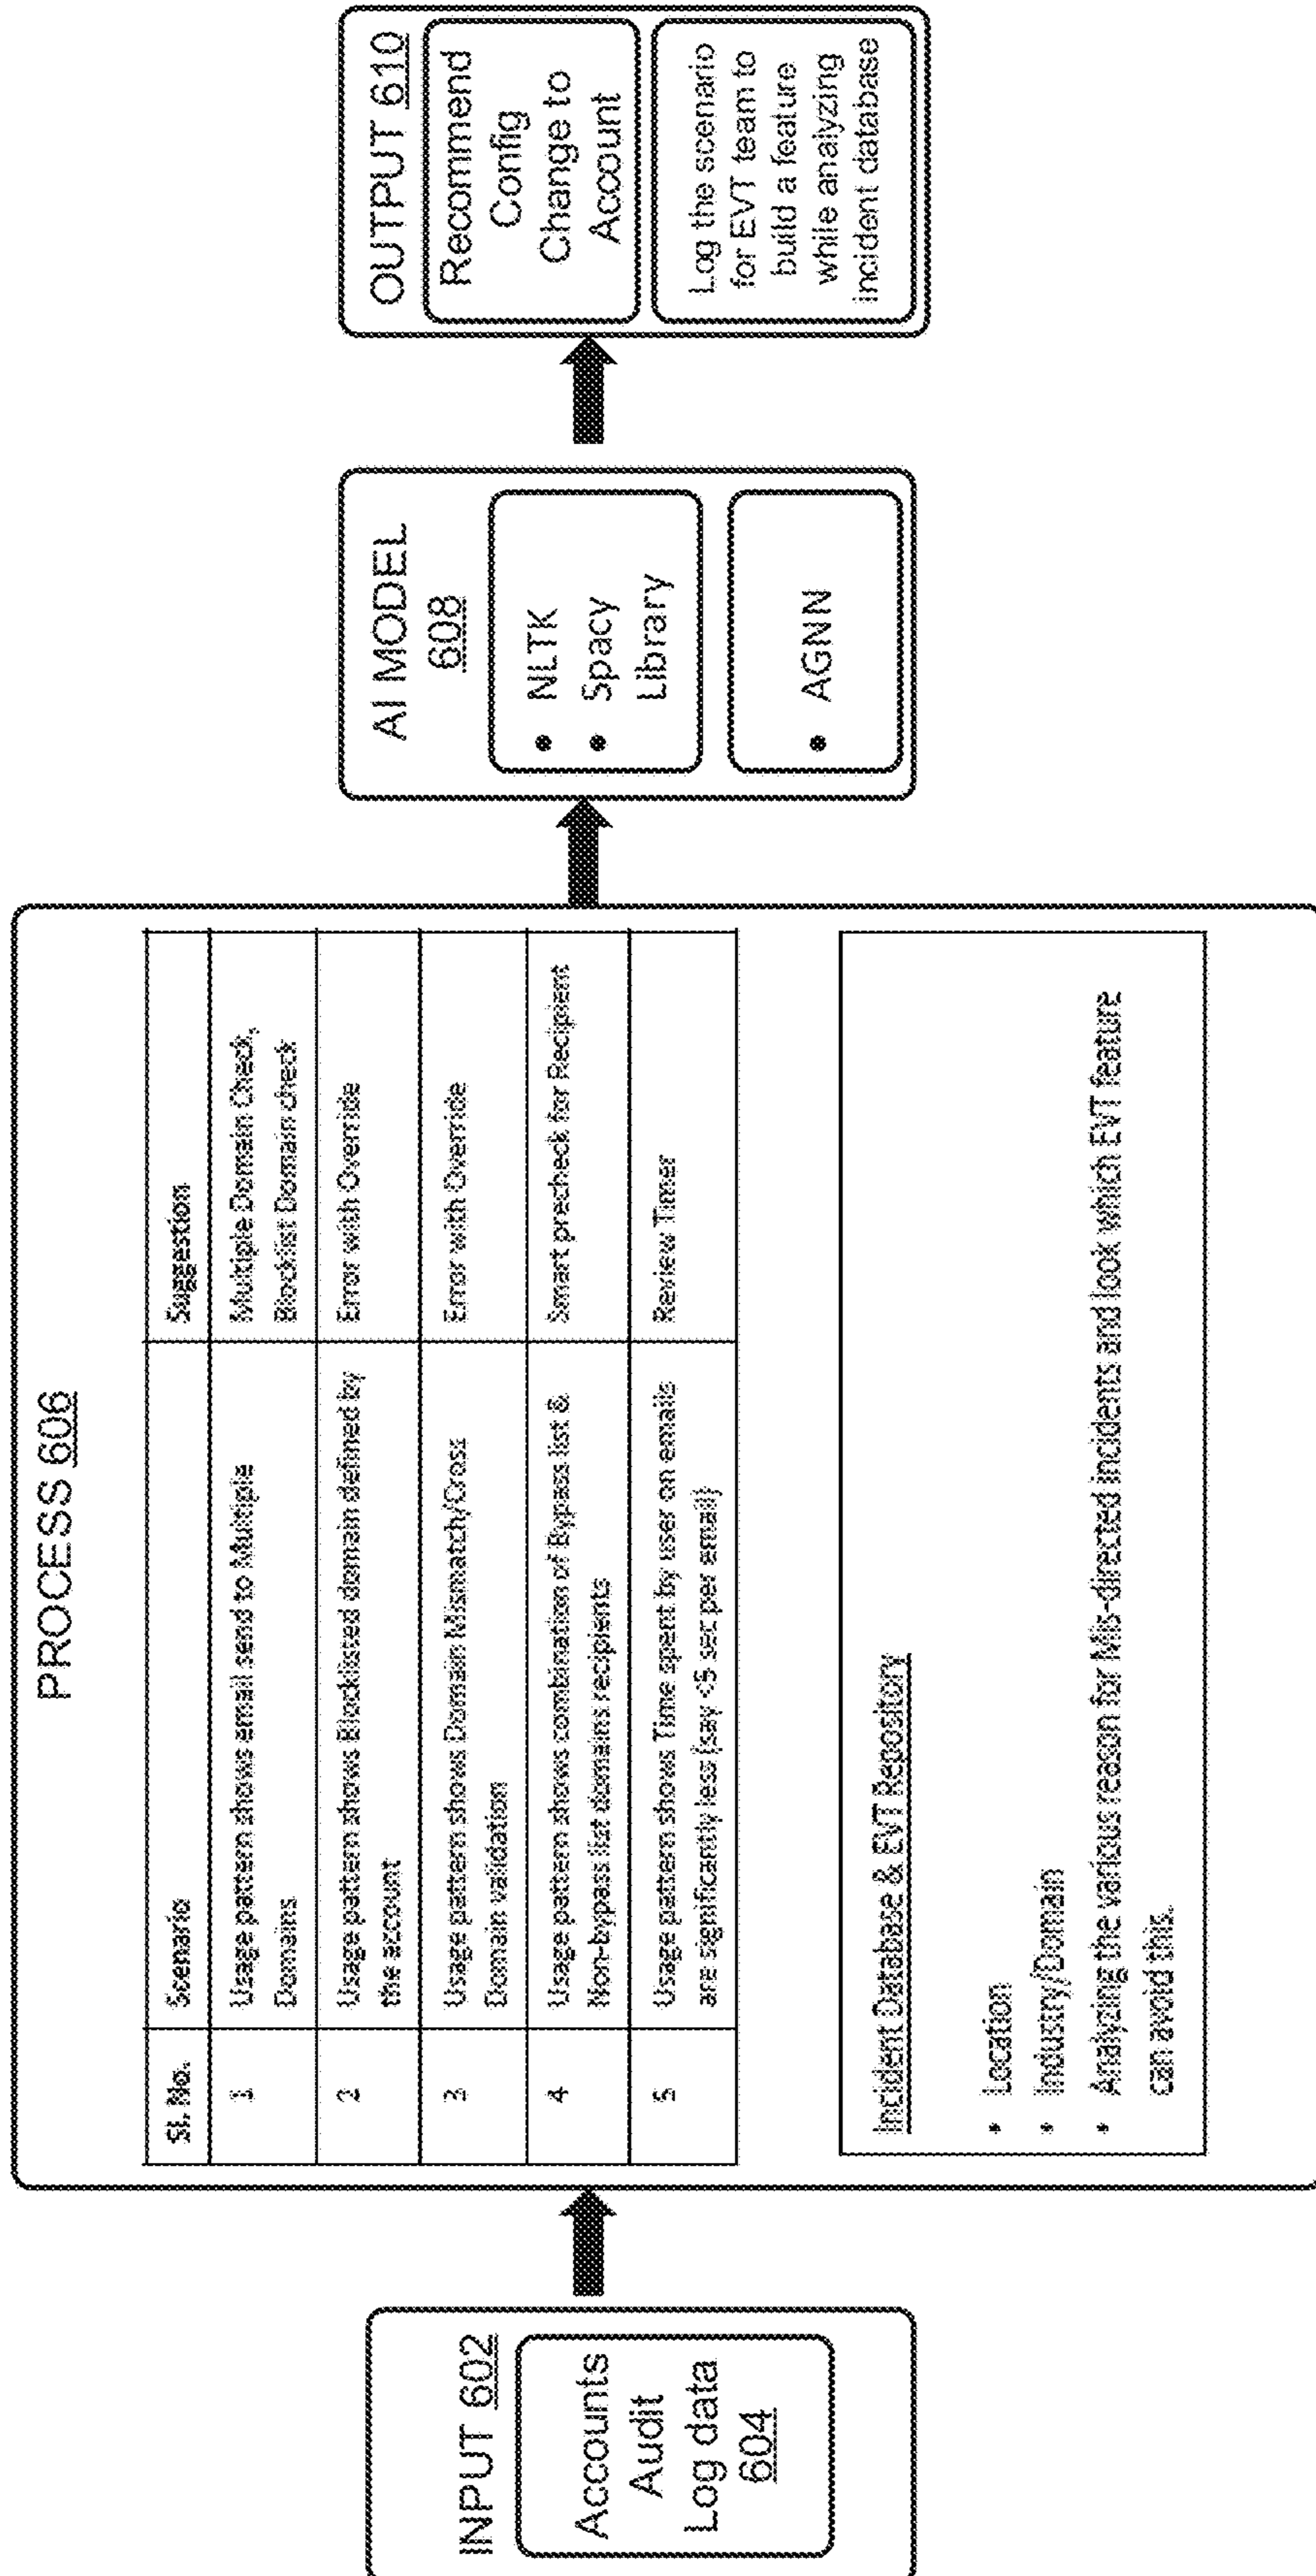 INPUT 602
Accounts
Audit
Log data
604
PROCESS 606
Sl. No.
Scenario
Suggestion
1
Usage pattern shows email send to Multiple
Domains
Multiple Domain Check,
Blocklist Domain check
2
Usage pattern shows Blocklisted domain defined by
the account
Error with Override
3
Usage pattern shows Domain Mismatch/Cross
Domain validation
Error with Override
4
Usage pattern shows combination of Bypass list &
Non-bypass list domains recipients
Smart precheck for Recipient
5
Usage pattern shows Time spent by user on emails
are significantly less (say <5 sec per email)
Review Timer
Incident Database & EVT Repository
• Location
• Industry/Domain
• Analyzing the various reason for Mis-directed incidents and look which EVT feature
can avoid this.
AI MODEL
608
• NLTK
• Spacy
Library
• AGNN
OUTPUT 610
Recommend
Config
Change to
Account
Log the scenario
for EVT team to
build a feature
while analyzing
incident database